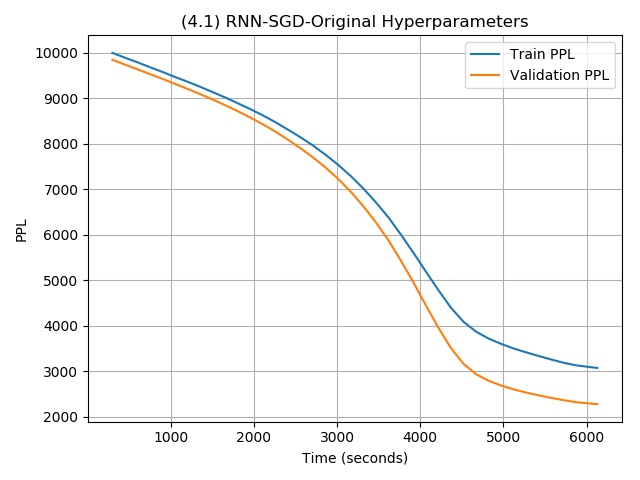 (4.1) RNN-SGD-Original Hyperparameters
Train PPL
Validation PPL
10000
9000
8000
7000
6000
5000
4000
3000
2000
PPL
1000 2000 3000 4000 5000 6000
Time (seconds)